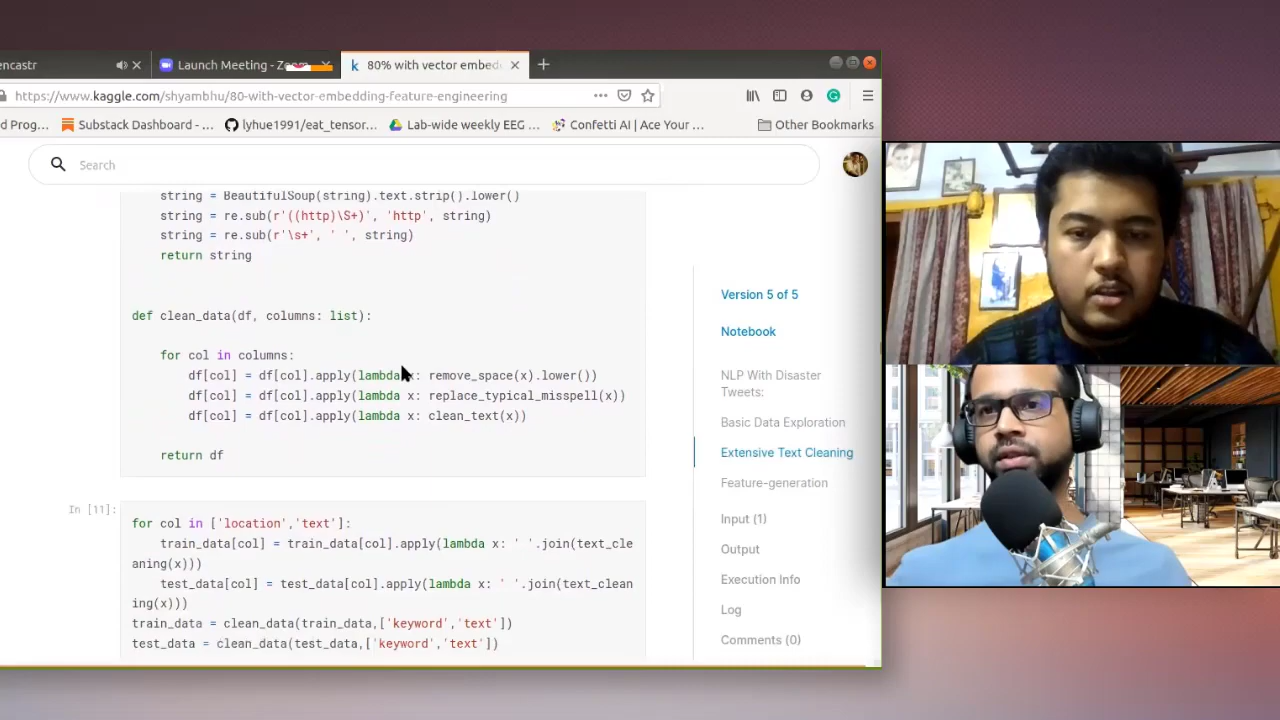 encastr
Launch Meeting - Zoom
k 80% with vector embed
https://www.kaggle.com/siyambhu/80-with-vector-embedding-feature-engineering
d Prog...
Substack Dashboard - ...
lyhue1991/eat_tensor...
Lab-wide weekly EEG ...
Confetti AI | Ace Your ...
Other Bookmarks
Search
string = BeautifulSoup(string).text.strip().lower()
string = re.sub(r'((http)\S+)', 'http', string)
string = re.sub(r'\s+', ' ', string)
return string
def clean_data(df, columns: list):
for col in columns:
df[col] = df[col].apply(lambda x: remove_space(x).lower())
df[col] = df[col].apply(lambda x: replace_typical_misspell(x))
df[col] = df[col].apply(lambda x: clean_text(x))
return df
In [11]:
for col in ['location','text']:
train_data[col] = train_data[col].apply(lambda x: ' '.join(text_cle
aning(x)))
test_data[col] = test_data[col].apply(lambda x: ' '.join(text_clean
ing(x)))
train_data = clean_data(train_data,['keyword','text'])
test_data = clean_data(test_data,['keyword','text'])
Version 5 of 5
Notebook
NLP With Disaster
Tweets:
Basic Data Exploration
Extensive Text Cleaning
Feature-generation
Input (1)
Output
Execution Info
Log
Comments (0)